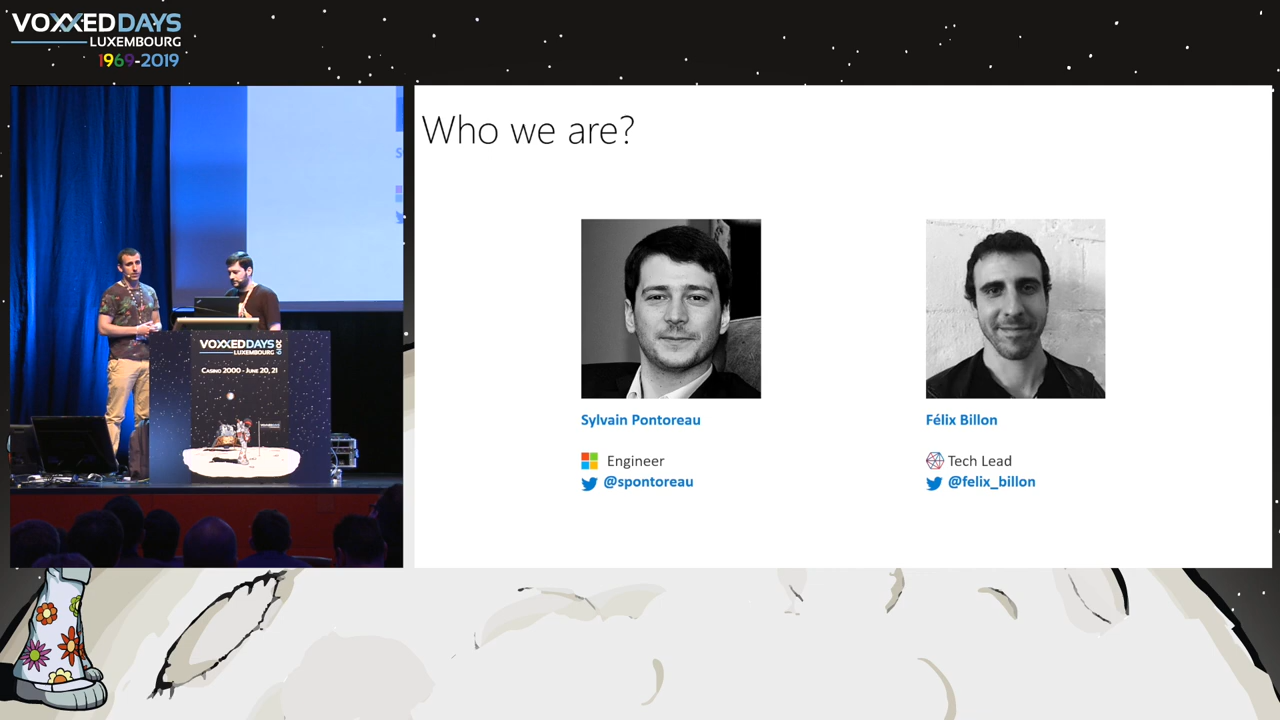 VOXXEDDAYS
LUXEMBOURG
1969-2019
Who we are?
Sylvain Pontoreau
Engineer
@spontoreau
Félix Billon
Tech Lead
@felix_billon
VOXXEDDAYS
LUXEMBOURG 2019
CASINO 2000 - JUNE 20, 21